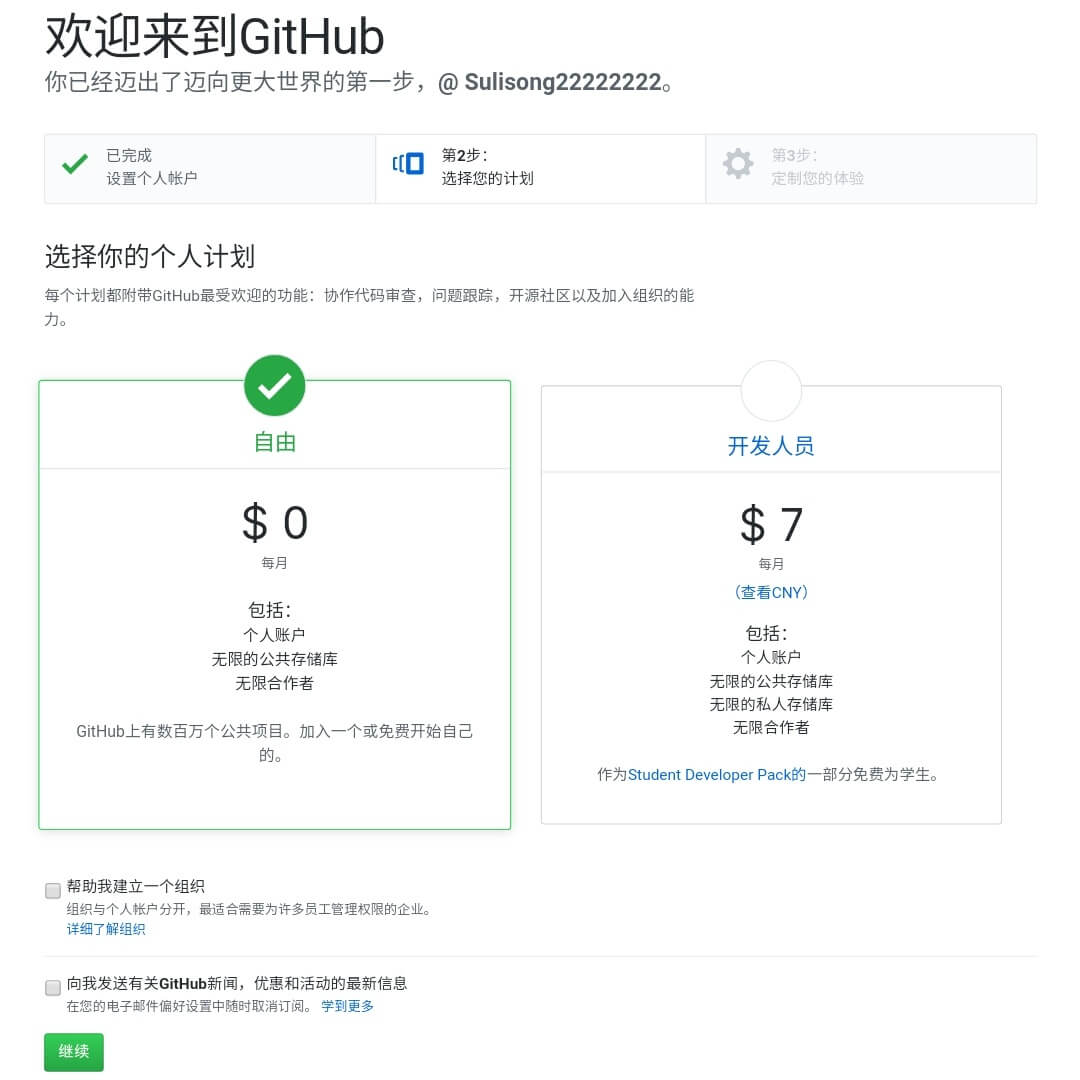 欢迎来到GitHub
你已经迈出了迈向更大世界的第一步，@ Sulisong22222222。
已完成
设置个人帐户
第2步：
选择您的计划
第3步：
定制您的体验
选择你的个人计划
每个计划都附带GitHub最受欢迎的功能：协作代码审查，问题跟踪，开源社区以及加入组织的能
力。
自由
$ 0
每月
包括：
个人账户
无限的公共存储库
无限合作者
GitHub上有数百万个公共项目。加入一个或免费开始自己
的。
开发人员
$ 7
每月
（查看CNY）
包括：
个人账户
无限的公共存储库
无限的私人存储库
无限合作者
作为Student Developer Pack的一部分免费为学生。
帮助我建立一个组织
组织与个人帐户分开，最适合需要为许多员工管理权限的企业。
详细了解组织
向我发送有关GitHub新闻，优惠和活动的最新信息
在您的电子邮件偏好设置中随时取消订阅。 学到更多
继续